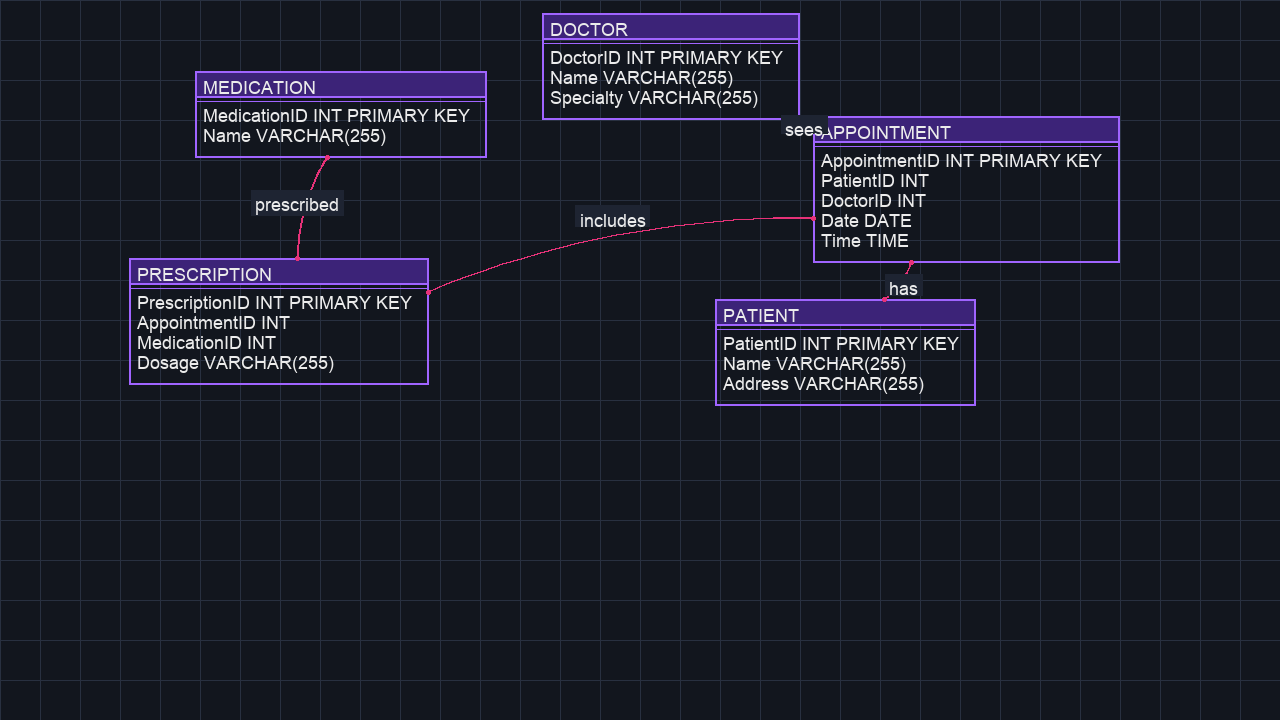 DOCTOR
DoctorID INT PRIMARY KEY
Name VARCHAR(255)
Specialty VARCHAR(255)
MEDICATION
MedicationID INT PRIMARY KEY
Name VARCHAR(255)
sees
APPOINTMENT
AppointmentID INT PRIMARY KEY
PatientID INT
DoctorID INT
Date DATE
Time TIME
prescribed
includes
PRESCRIPTION
PrescriptionID INT PRIMARY KEY
AppointmentID INT
MedicationID INT
Dosage VARCHAR(255)
has
PATIENT
PatientID INT PRIMARY KEY
Name VARCHAR(255)
Address VARCHAR(255)